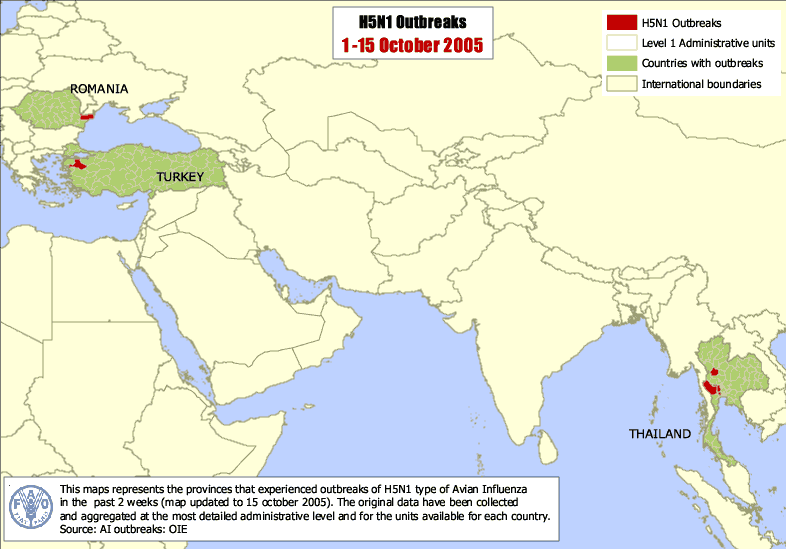 H5N1 Outbreaks
1 -15 October 2005
H5N1 Outbreaks
Level 1 Administrative units
Countries with outbreaks
International boundaries
ROMANIA
TURKEY
THAILAND
This maps represents the provinces that experienced outbreaks of H5N1 type of Avian Influenza
in the past 2 weeks (map updated to 15 october 2005). The original data have been collected
and aggregated at the most detailed administrative level and for the units available for each country.
Source: AI outbreaks: OIE
FAO